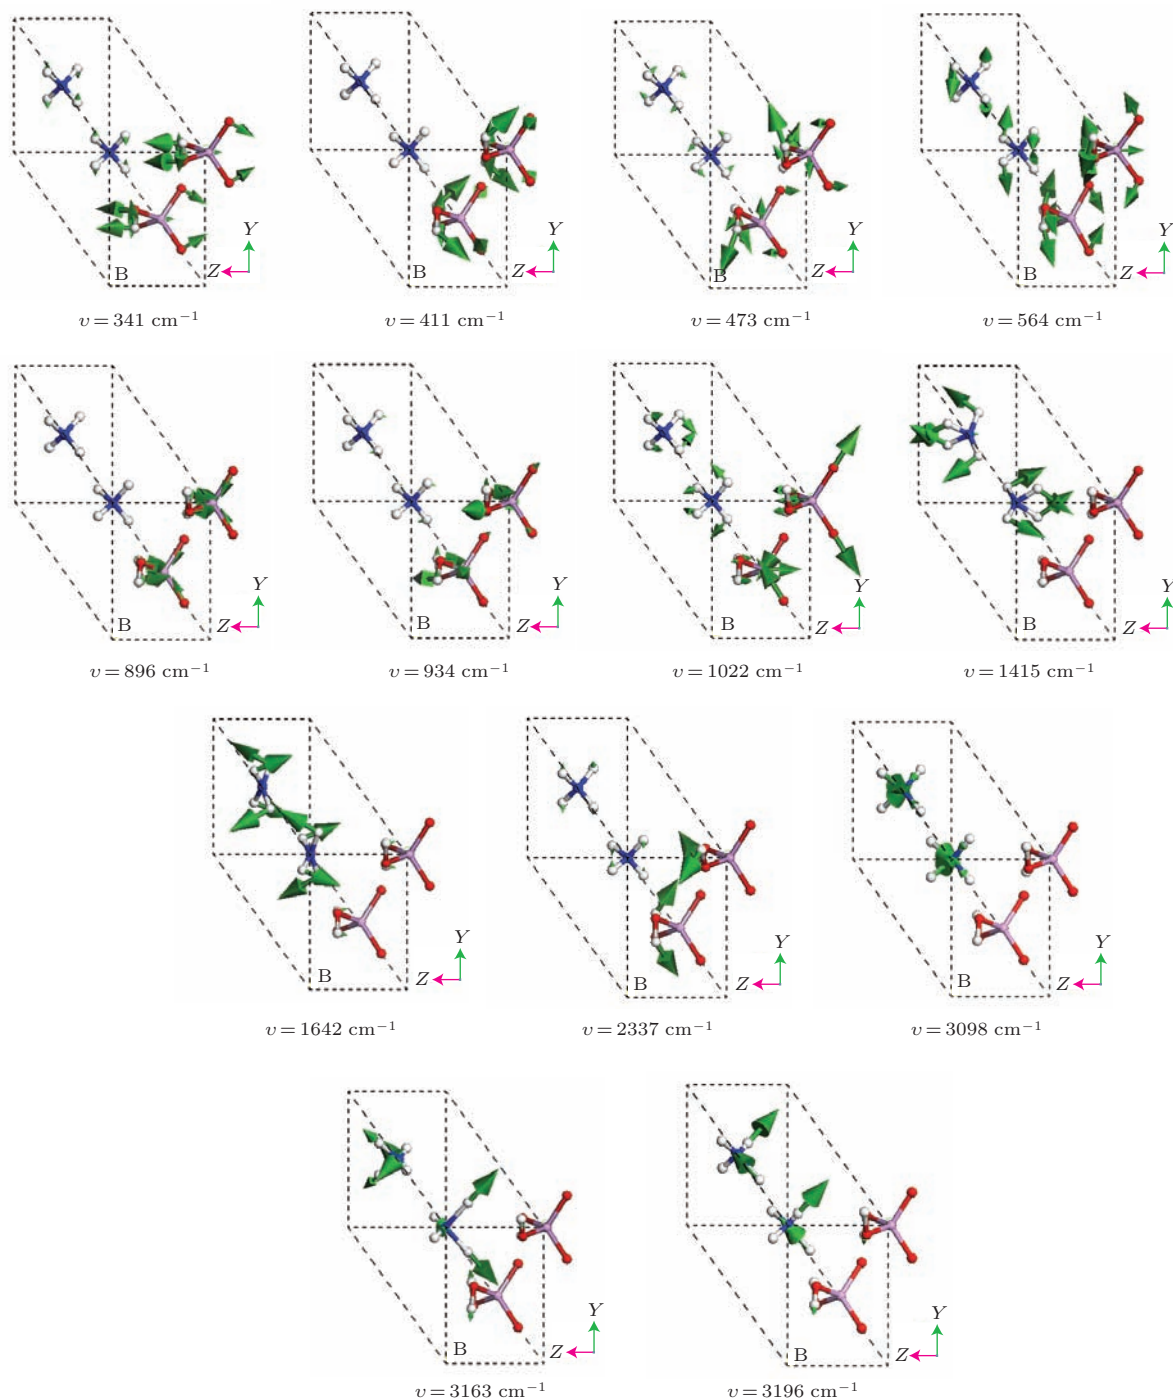 Y Y Y Y
B Z B Z B Z B Z
υ = 341 cm⁻¹ υ = 411 cm⁻¹ υ = 473 cm⁻¹ υ = 564 cm⁻¹
Y Y Y Y
B Z B Z B Z B Z
υ = 896 cm⁻¹ υ = 934 cm⁻¹ υ = 1022 cm⁻¹ υ = 1415 cm⁻¹
Y Y Y
B Z B Z B Z
υ = 1642 cm⁻¹ υ = 2337 cm⁻¹ υ = 3098 cm⁻¹
Y Y
B Z B Z
υ = 3163 cm⁻¹ υ = 3196 cm⁻¹